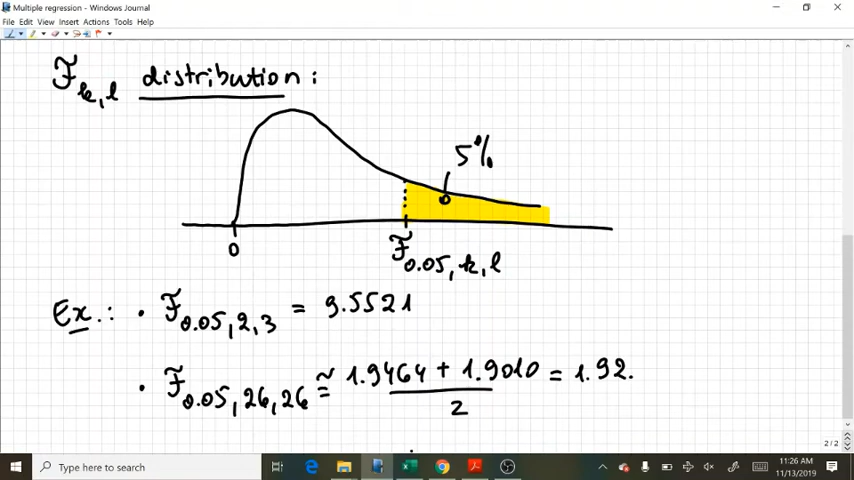 Multiple regression - Windows Journal
File Edit View Insert Actions Tools Help
F k,l distribution:
5%
0
F 0.05, k, l
Ex.: • F 0.05, 2, 3 = 9.5521
• F 0.05, 26, 26 ≅ 1.9464 + 1.9010 / 2 = 1.92.
2 / 2
Type here to search
11:26 AM
11/13/2019